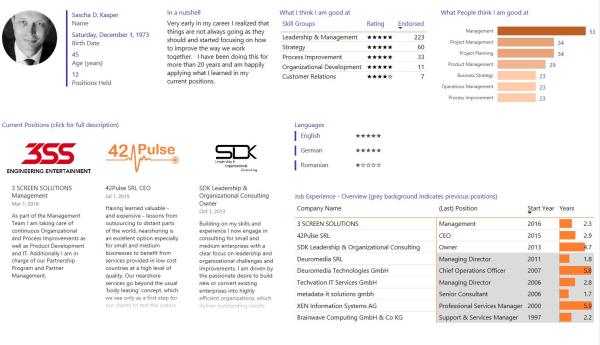 Sascha D. Kasper
Name
Saturday, December 1, 1973
Birth Date
45
Age (years)
12
Positions Held
In a nutshell
Very early in my career I realized that
things are not always going as they
should and started focusing on how
to improve the way we work
together.  I have been doing this for
more than 20 years and am happily
applying what I learned in my
current positions.
What I think I am good at
Skill Groups Rating Endorsed
Leadership & Management ★★★★★ 223
Strategy ★★★★★ 60
Process Improvement ★★★★★ 33
Organizational Development ★★★★★ 11
Customer Relations ★★★★☆ 7
What People think I am good at
Management 53
Project Management 34
Project Planning 34
Product Management 29
Business Strategy 23
Operations Management 23
Process Improvement 23
Current Positions (click for full description)
3SS
ENGINEERING ENTERTAINMENT
3 SCREEN SOLUTIONS
Management
Mar 1, 2016
As part of the Management
Team I am taking care of
continuous Organizational
and Process Improvements as
well as Product Development
and IT. Additionally I am in
charge of our Partnership
Program and Partner
Management.
42 Pulse
42Pulse SRL CEO
Jul 1, 2015
Having learned valuable -
and expensive - lessons from
outsourcing to distant parts
of the world, nearshoring is
an excellent option especially
for small and medium
businesses to benefit from
services provided in low cost
countries at a high level of
quality. Our nearshore
services go beyond the usual
'body leasing' concept, which
we see only as a first step for
our clients to test the waters
SDK
Leadership &
Organizational
Consulting
SDK Leadership &
Organizational Consulting
Owner
Oct 1, 2013
Building on my skills and
experience I now engage in
consulting for small and
medium enterprises with a
clear focus on leadership and
organizational challenges
and improvements. I am driven by
the passionate desire to build
new or convert existing
enterprises into highly
efficient organizations, which
deliver outstanding results
Languages
English ★★★★★
German ★★★★★
Romanian ★☆☆☆☆
Job Experience - Overview (grey background indicates previous positions)
Company Name (Last) Position Start Year Years
3 SCREEN SOLUTIONS Management 2016 2.3
42Pulse SRL CEO 2015 2.9
SDK Leadership & Organizational Consulting Owner 2013 4.7
Deuromedia SRL Managing Director 2011 1.8
Deuromedia Technologies GmbH Chief Operations Officer 2007 5.8
Techvation IT Services GmbH Managing Director 2006 2.8
metadata-it solutions gmbh Senior Consultant 2006 1.7
XEN Information Systems AG Professional Services Manager 2000 5.9
Brainware Computing GmbH & Co KG Support & Services Manager 1997 2.2